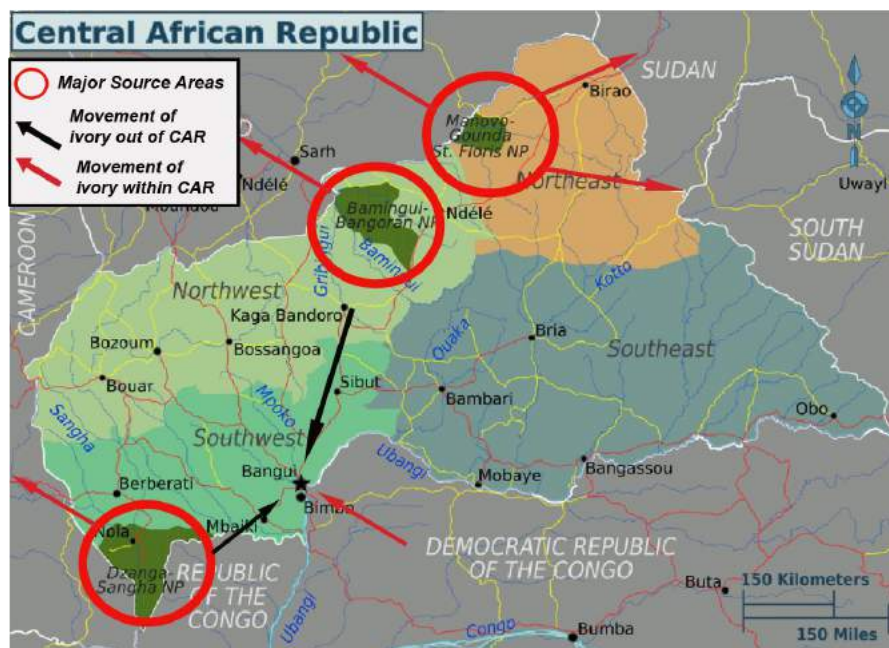 Central African Republic
Major Source Areas
Movement of
ivory out of CAR
Movement of
ivory within CAR
SUDAN
Birao
N
Manovo-
Gounda
St. Floris NP
Northeast
Sarh
Ndélé
Uwayl
SOUTH
SUDAN
CAMEROON
Bamingui-
Bangoran NP
Ndélé
Gribingui
Bamingui
Kotto
Northwest
Kaga Bandoro
Bozoum
Bossangoa
Ouaka
Bria
Southeast
Bouar
Sibut
Bambari
Mpoko
Obo
Sangha
Southwest
Bangui
Ubangi
Mobaye
Bangassou
Berberati
Bimbo
Mbaiki
Nola
Dzanga-
Sangha NP
REPUBLIC
OF THE
CONGO
DEMOCRATIC REPUBLIC
OF THE CONGO
Buta
150 Kilometers
150 Miles
Ubangi
Congo
Bumba